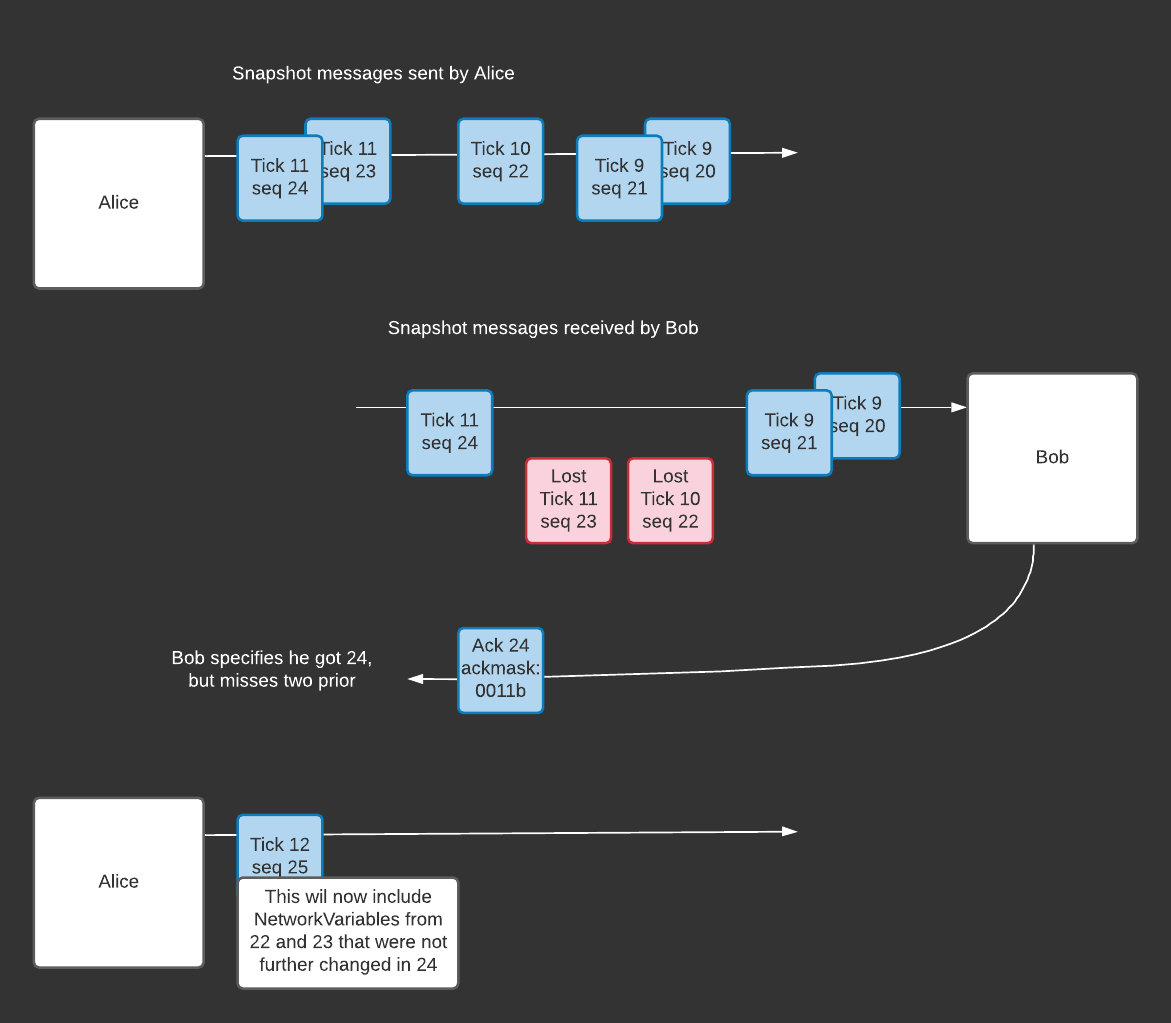 Snapshot messages sent by Alice
Alice
Tick 11
seq 24
Tick 11
seq 23
Tick 10
seq 22
Tick 9
seq 21
Tick 9
seq 20
Snapshot messages received by Bob
Tick 11
seq 24
Lost
Tick 11
seq 23
Lost
Tick 10
seq 22
Tick 9
seq 21
Tick 9
seq 20
Bob
Bob specifies he got 24,
but misses two prior
Ack 24
ackmask:
0011b
Alice
Tick 12
seq 25
This wil now include
NetworkVariables from
22 and 23 that were not
further changed in 24